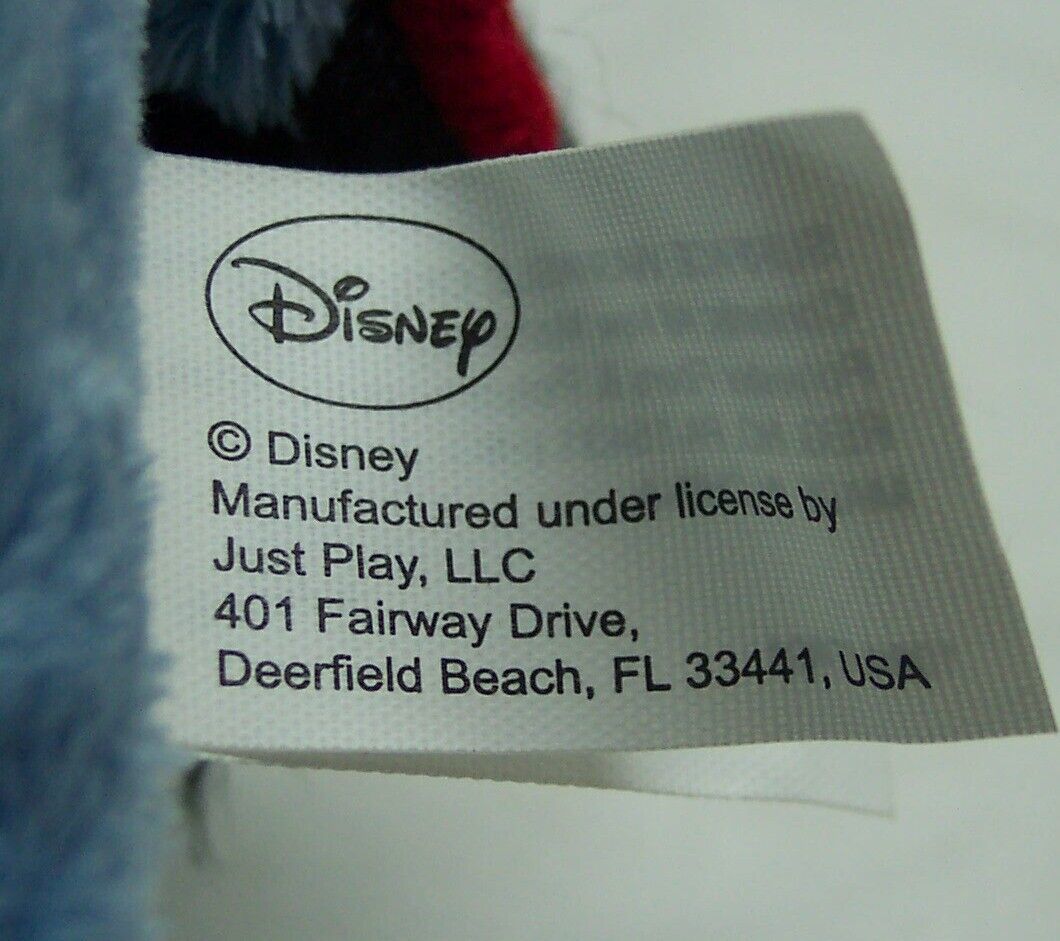 Disney
© Disney
Manufactured under license by
Just Play, LLC
401 Fairway Drive,
Deerfield Beach, FL 33441, USA